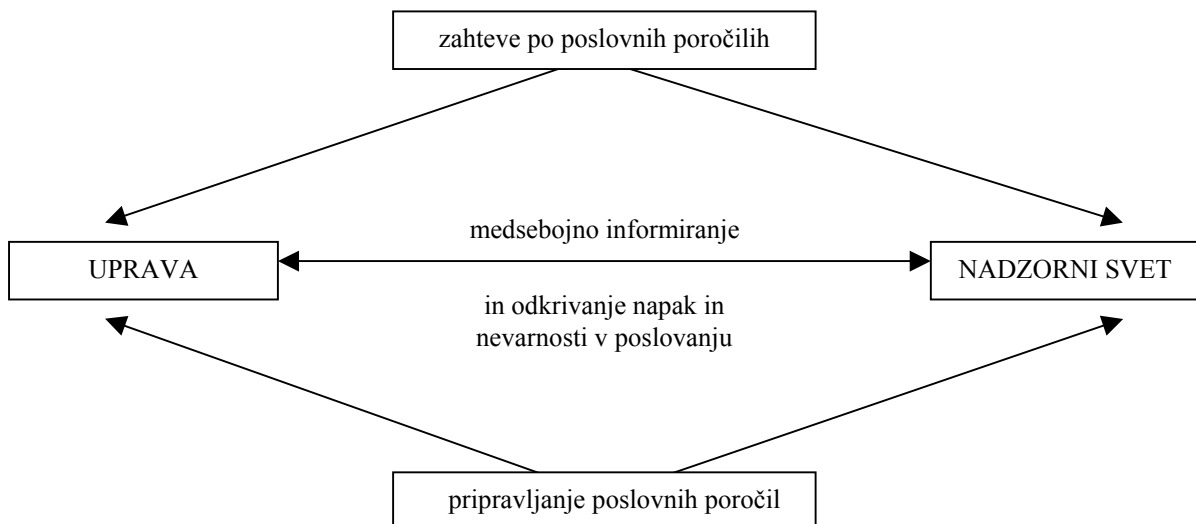 zahteve po poslovnih poročilih
medsebojno informiranje
UPRAVA
NADZORNI SVET
in odkrivanje napak in
nevarnosti v poslovanju
pripravljanje poslovnih poročil